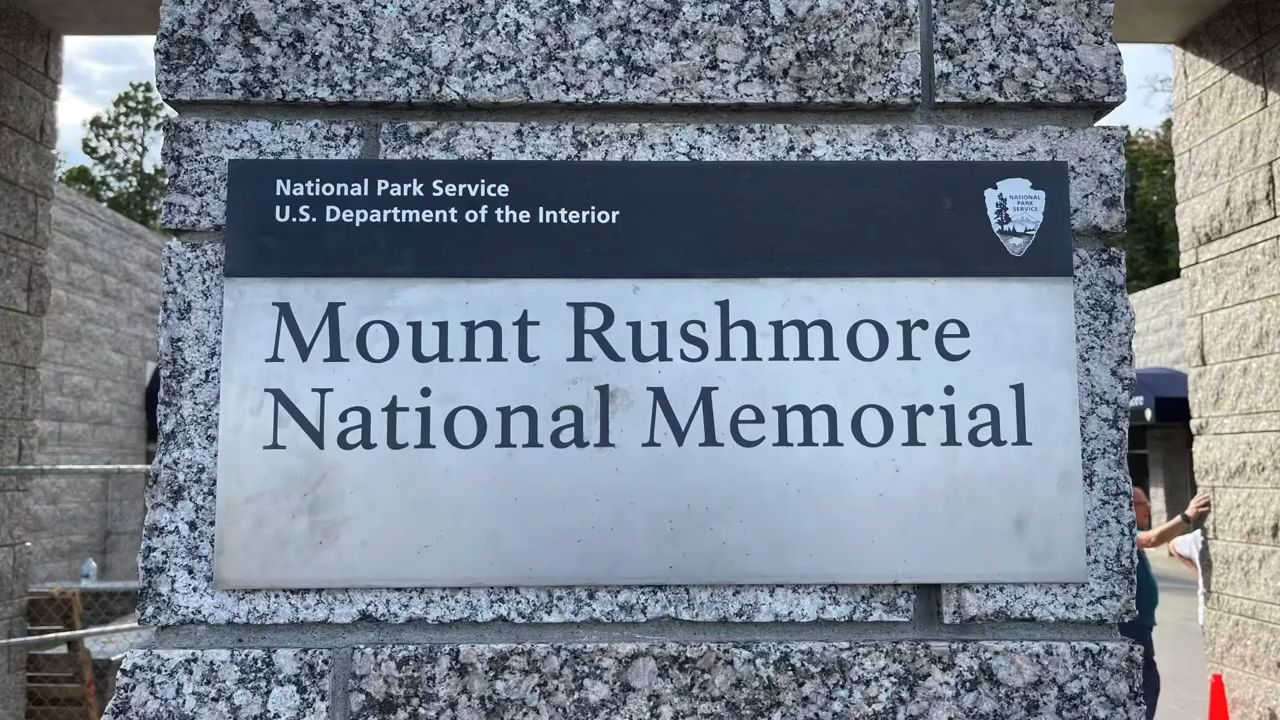 National Park Service
U.S. Department of the Interior
NATIONAL
PARK
SERVICE
Mount Rushmore
National Memorial